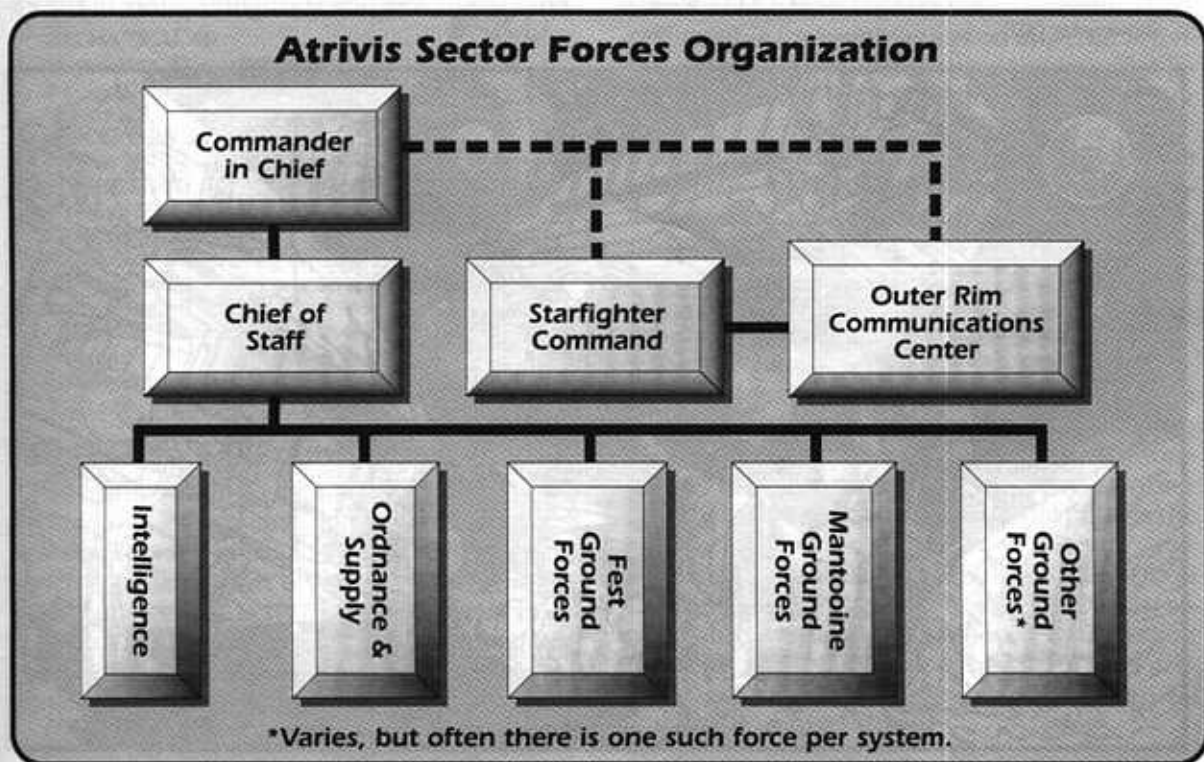 Atrivis Sector Forces Organization
Commander
in Chief
Chief of
Staff
Starfighter
Command
Outer Rim
Communications
Center
Intelligence
Ordnance &
Supply
Fest
Ground
Forces
Mantooine
Ground
Forces
Other
Ground
Forces*
*Varies, but often there is one such force per system.